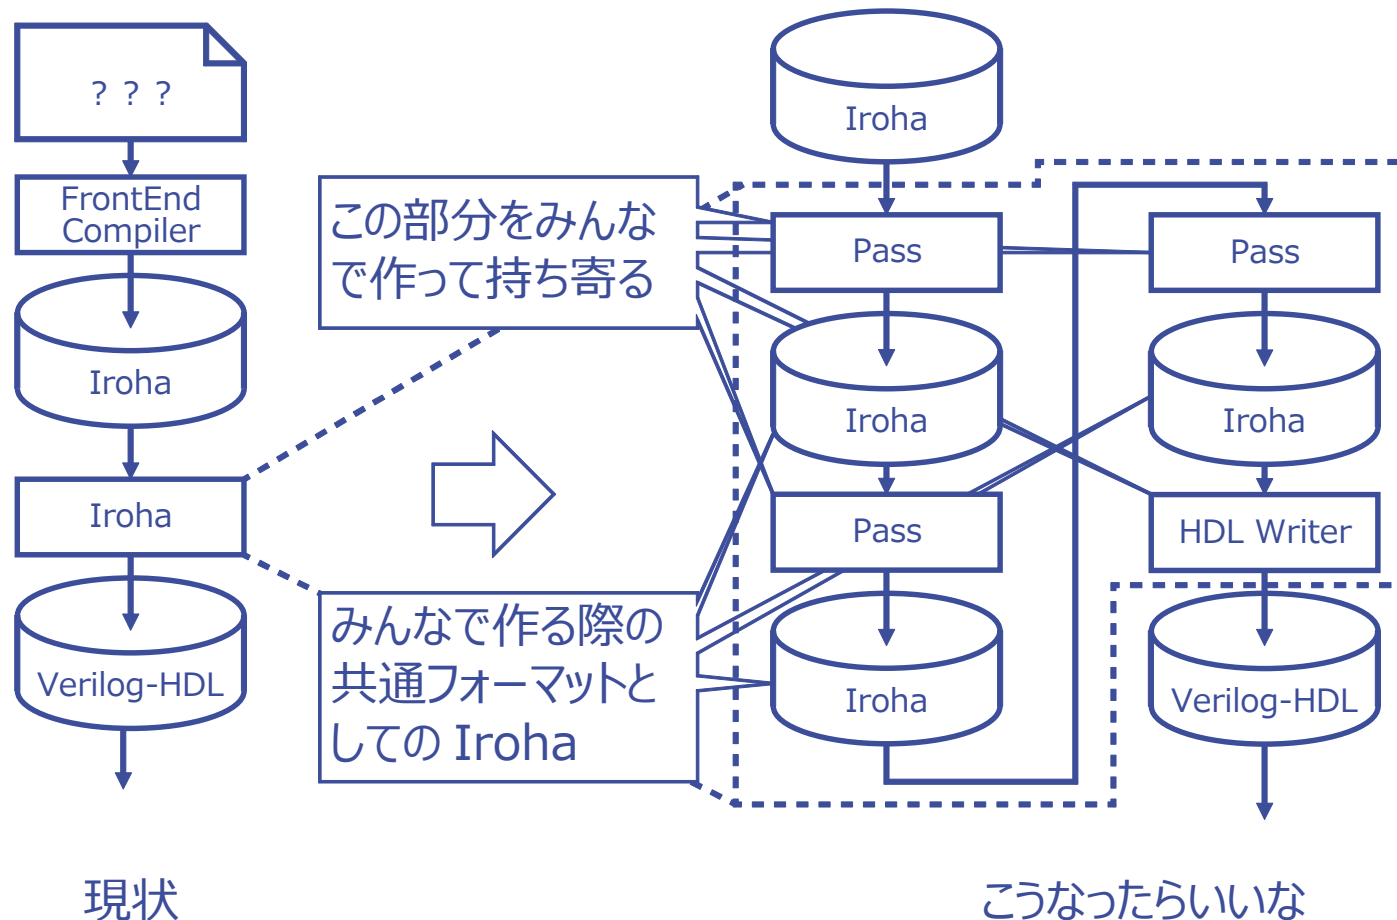 ? ? ?
FrontEnd
Compiler
Iroha
Iroha
Verilog-HDL
現状
この部分をみんな
で作って持ち寄る
みんなで作る際の
共通フォーマットと
しての Iroha
Iroha
Pass
Iroha
Pass
Iroha
Pass
Iroha
HDL Writer
Verilog-HDL
こうなったらいいな